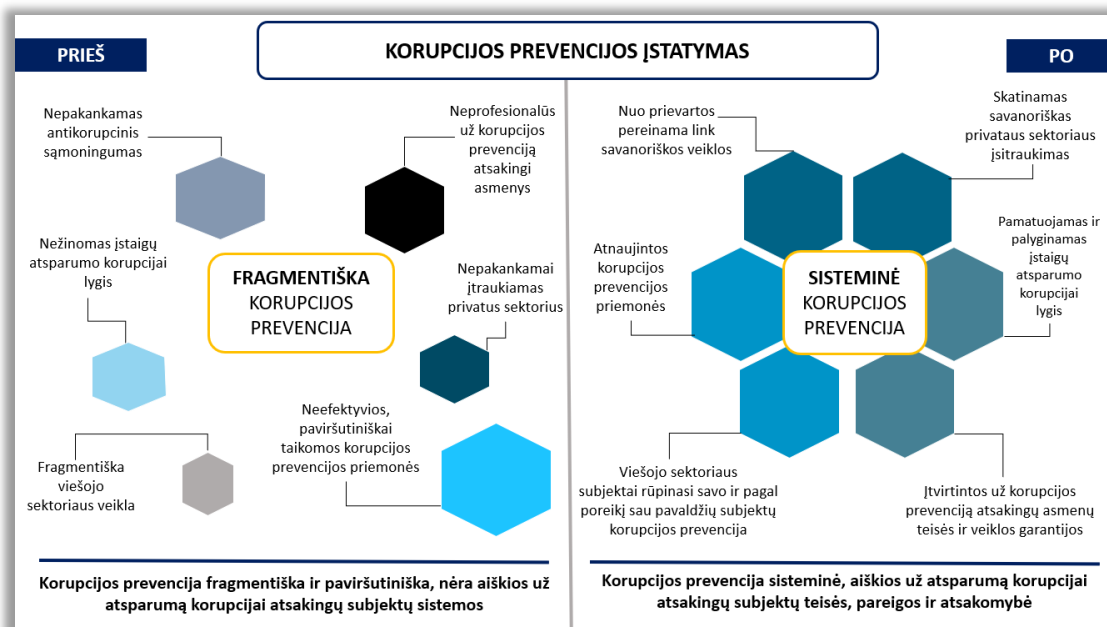 KORUPCIJOS PREVENCIJOS ĮSTATYMAS
PRIEŠ
Nepakankamas
antikorupcinis
sąmoningumas
Neprofesionalūs
už korupcijos
prevenciją
atsakingi
asmenys
Nežinomas įstaigų
atsparumo korupcijai
lygis
FRAGMENTIŠKA
KORUPCIJOS
PREVENCIJA
Nepakankamai
įtraukiamas
privatus sektorius
Neefektyvios,
paviršutiniškai
taikomos korupcijos
prevencijos priemonės
Fragmentiška
viešojo
sektoriaus veikla
Korupcijos prevencija fragmentiška ir paviršutiniška, nėra aiškios už
atsparumą korupcijai atsakingų subjektų sistemos
PO
Nuo prievartos
pereinama link
savanoriškos veiklos
Skatinamas
savanoriškas
privataus sektoriaus
įsitraukimas
Atnaujintos
korupcijos
prevencijos
priemonės
SISTEMINĖ
KORUPCIJOS
PREVENCIJA
Pamatuojamas ir
palyginamas
įstaigų
atsparumo
korupcijai
lygis
Viešojo sektoriaus
subjektai rūpinasi savo ir pagal
poreikį sau pavaldžių subjektų
korupcijos prevencija
Įtvirtintos už korupcijos
prevenciją atsakingų asmenų
teisės ir veiklos garantijos
Korupcijos prevencija sisteminė, aiškios už atsparumą korupcijai
atsakingų subjektų teisės, pareigos ir atsakomybė